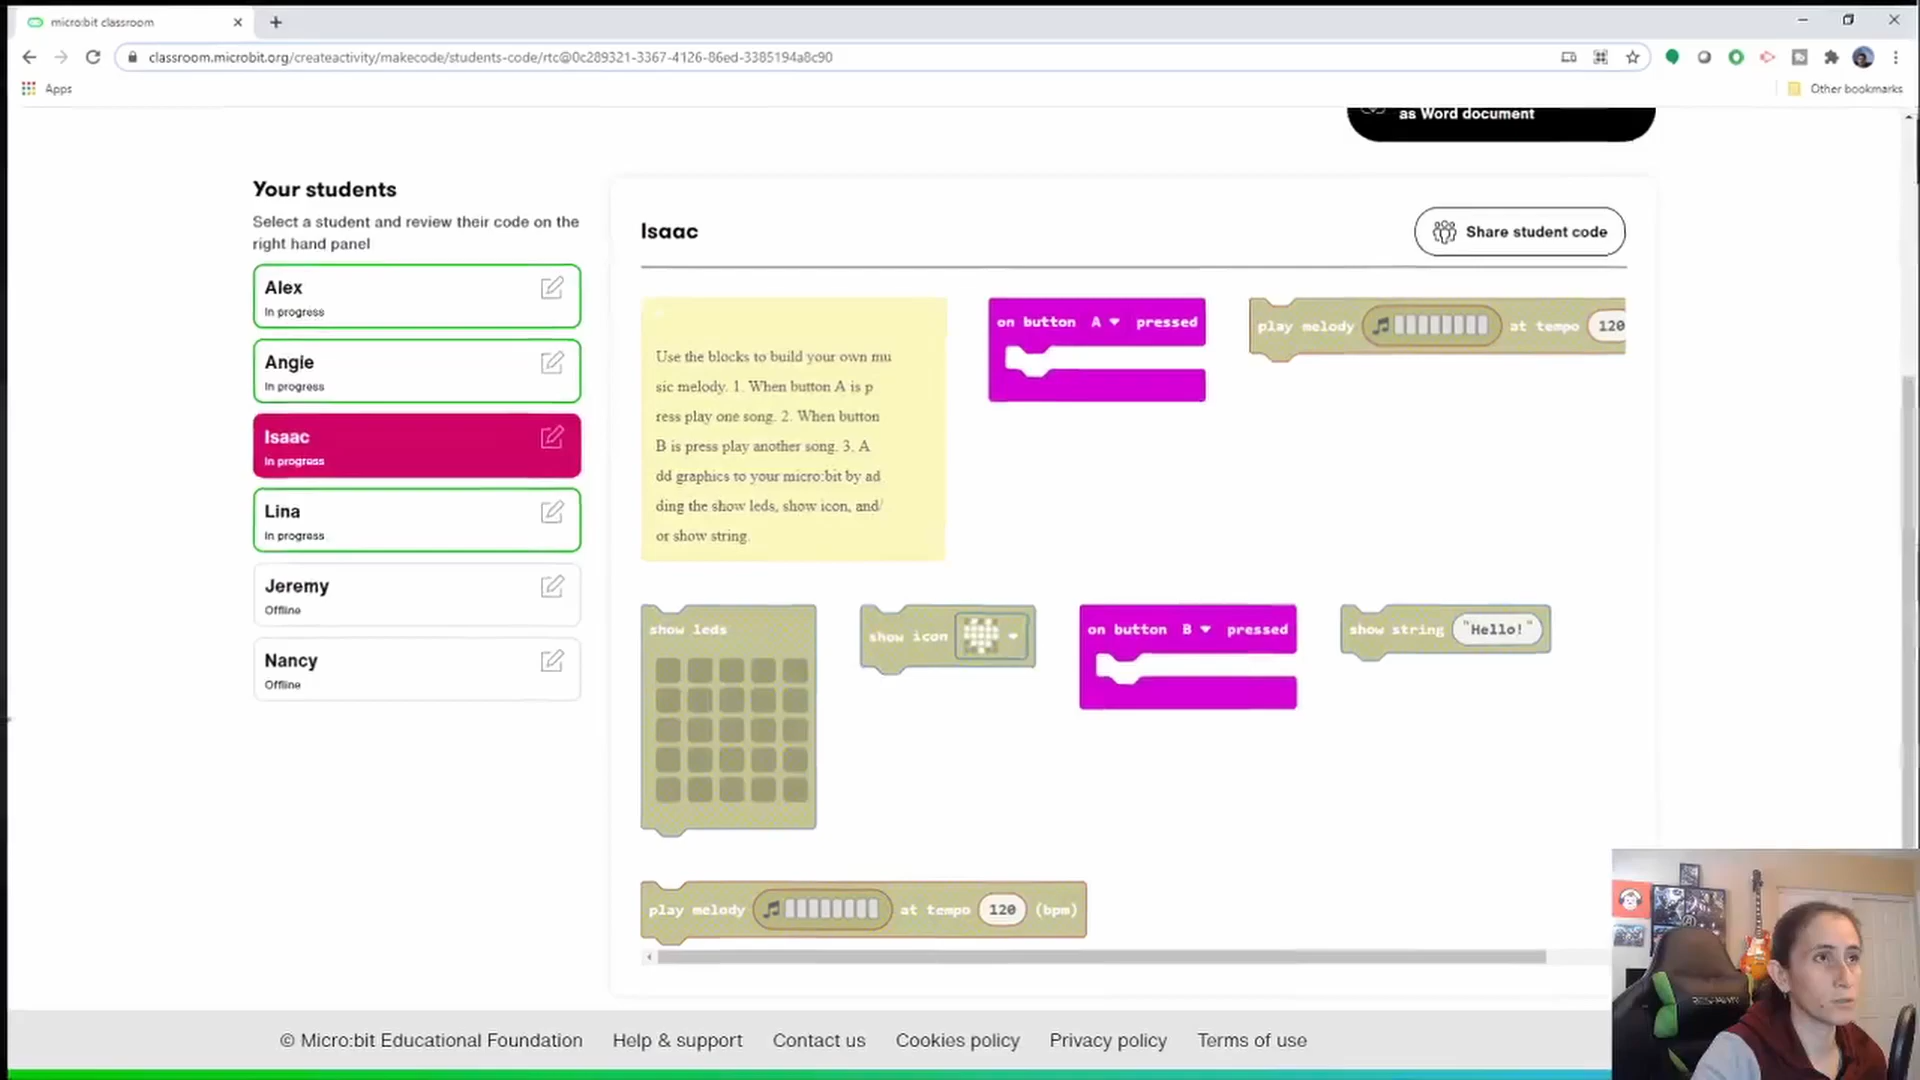 micro:bit classroom
classroom.microbit.org/createactivity/makecode/students-code/rtc@0c289321-3367-4126-86ed-3385194a8c90
Apps
Other bookmarks
as Word document
Your students
Select a student and review their code on the
right hand panel
Alex
In progress
Angie
In progress
Isaac
In progress
Lina
In progress
Jeremy
Offline
Nancy
Offline
Isaac
Share student code
Use the blocks to build your own mu
sic melody. 1. When button A is p
ress play one song. 2. When button
B is press play another song. 3. A
dd graphics to your micro:bit by ad
ding the show leds, show icon, and/
or show string.
on button A pressed
play melody at tempo 120
show leds
show icon
on button B pressed
show string "Hello!"
play melody at tempo 120 (bpm)
© Micro:bit Educational Foundation
Help & support
Contact us
Cookies policy
Privacy policy
Terms of use